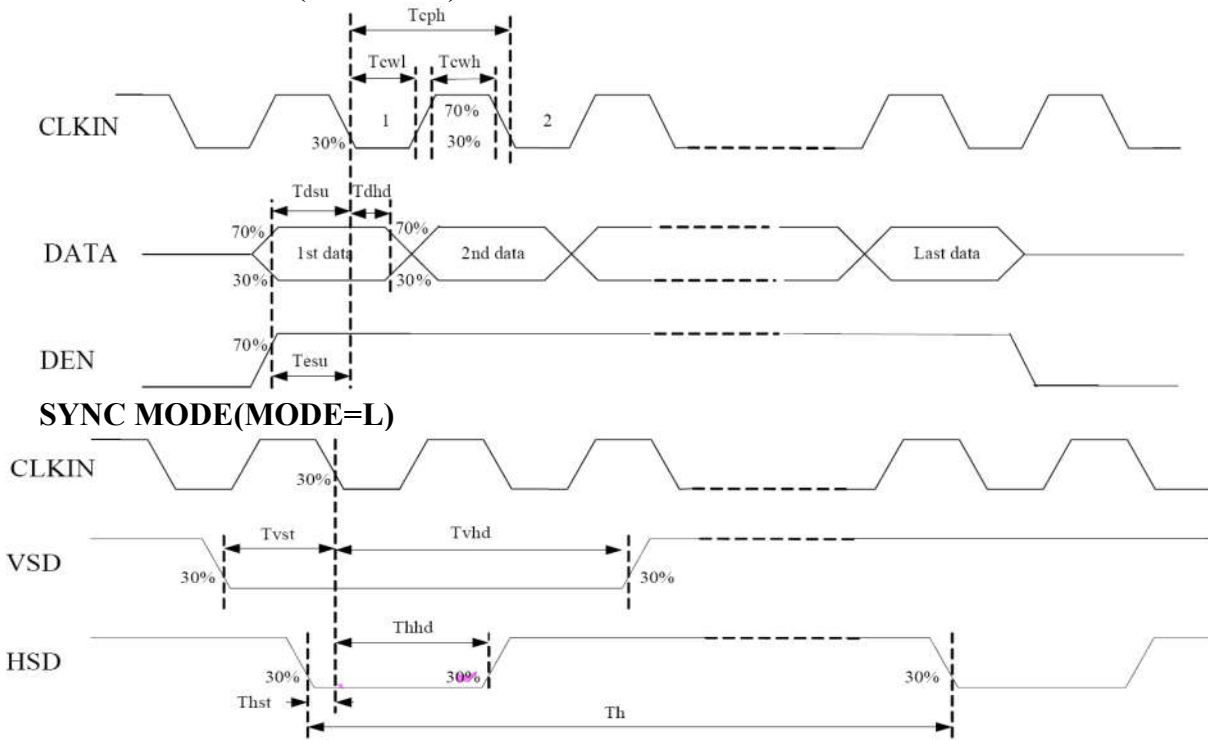 Tcph
Tcwl Tcwh
CLKIN 30% 1 70% 30% 2
Tdsu Tdhd
70% 70%
DATA 1st data 2nd data Last data
30% 30%
70%
DEN Tesu
SYNC MODE(MODE=L)
CLKIN 30%
Tvst Tvhd
VSD 30% 30%
Thhd
HSD 30% 30% 30%
Thst Th